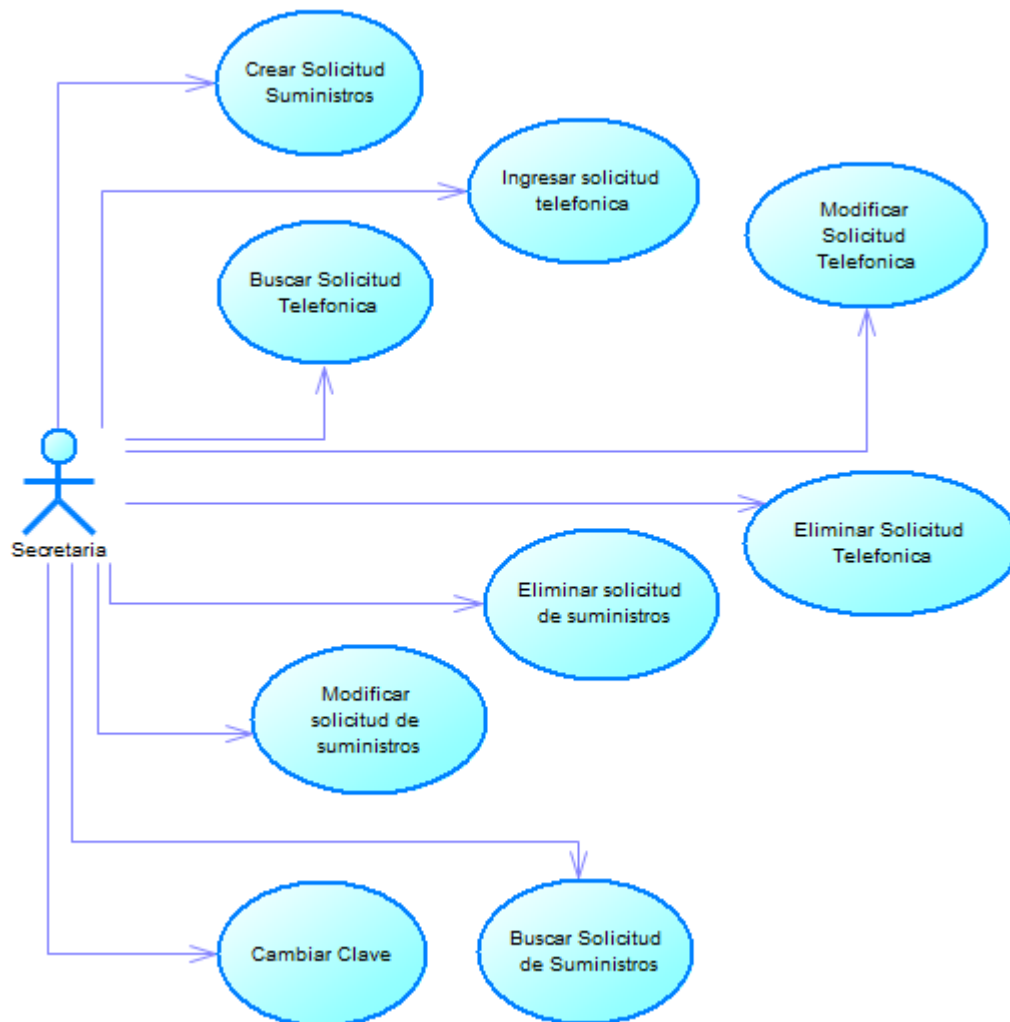 Crear Solicitud
Suministros
Ingresar solicitud
telefonica
Modificar
Solicitud
Telefonica
Buscar Solicitud
Telefonica
Secretaria
Eliminar Solicitud
Telefonica
Eliminar solicitud
de suministros
Modificar
solicitud de
suministros
Cambiar Clave
Buscar Solicitud
de Suministros